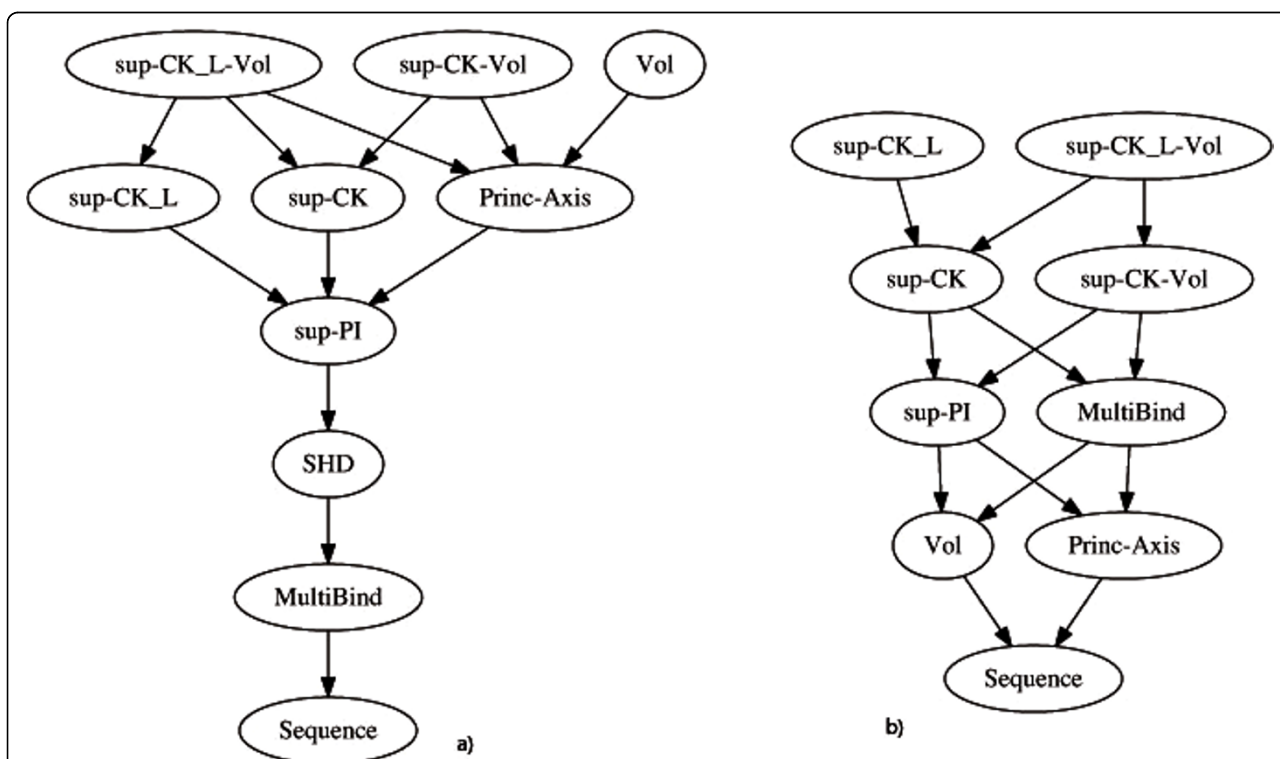 sup-CK_L-Vol
sup-CK-Vol
Vol
sup-CK_L
sup-CK
Princ-Axis
sup-PI
SHD
MultiBind
Sequence
a)
sup-CK_L
sup-CK_L-Vol
sup-CK
sup-CK-Vol
sup-PI
MultiBind
Vol
Princ-Axis
Sequence
b)